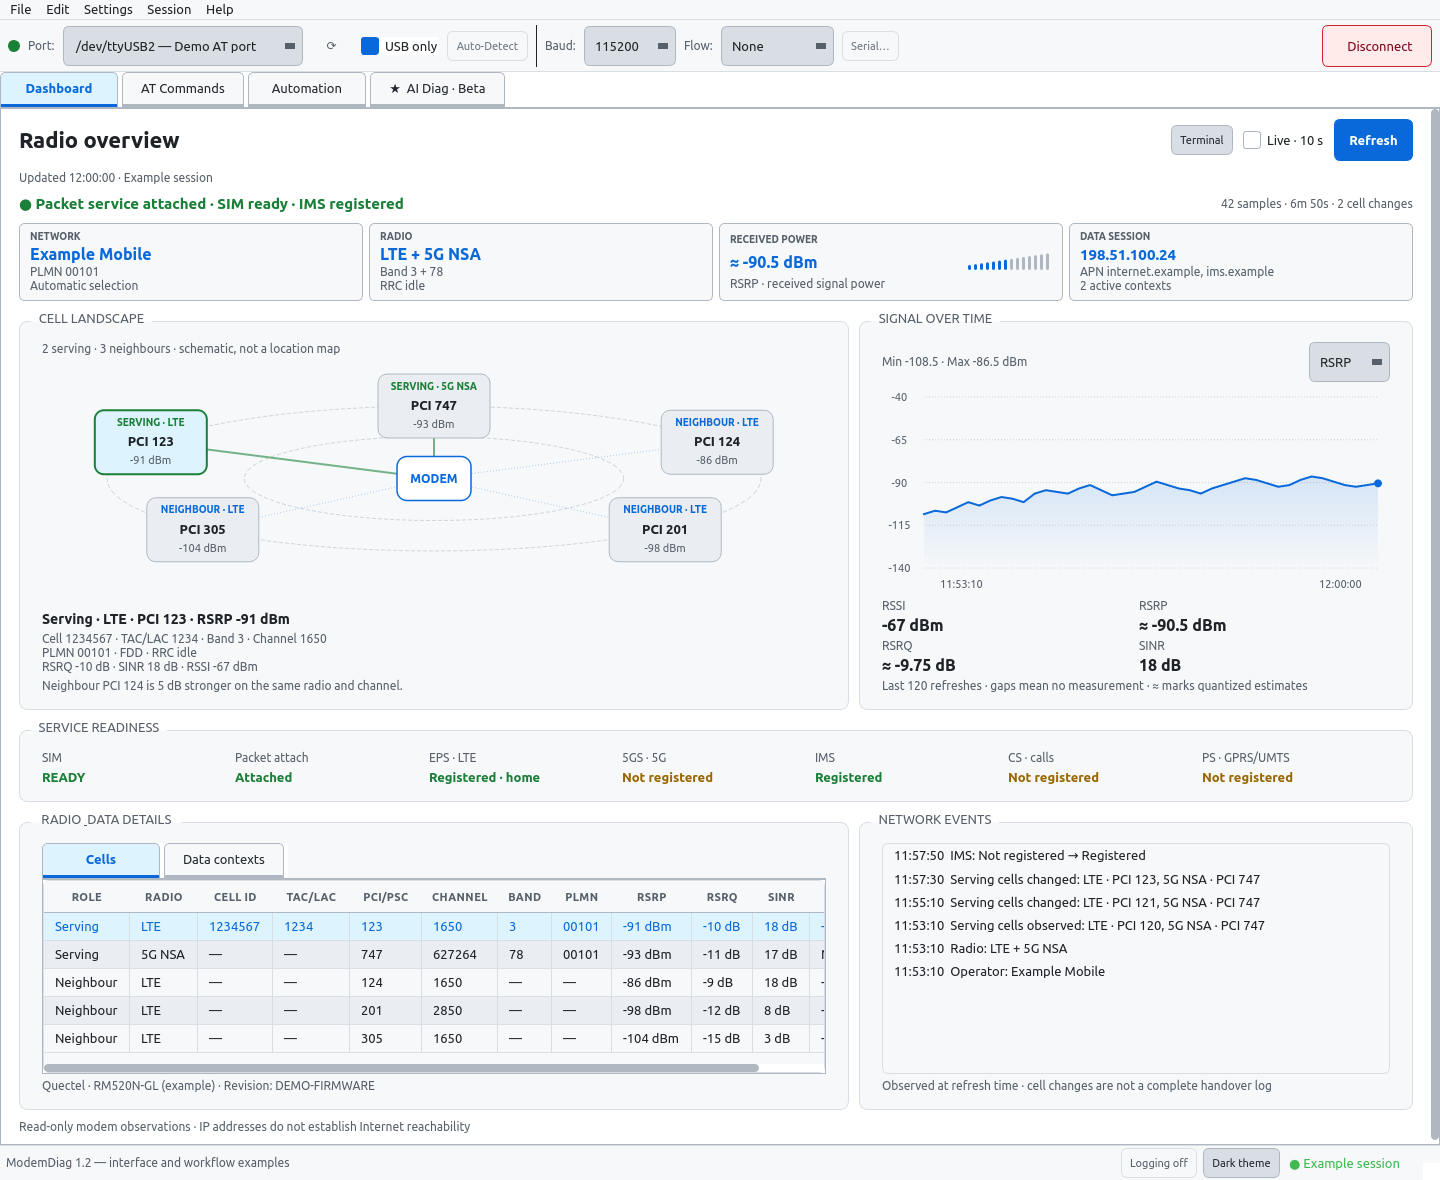 File Edit Settings Session Help
Port: /dev/ttyUSB2 — Demo AT port ⟳ USB only Auto-Detect Baud: 115200 Flow: None Serial... Disconnect
Dashboard AT Commands Automation ★ AI Diag · Beta
Radio overview Terminal Live · 10 s Refresh
Updated 12:00:00 · Example session
Packet service attached · SIM ready · IMS registered 42 samples · 6m 50s · 2 cell changes
NETWORK
Example Mobile
PLMN 00101
Automatic selection
RADIO
LTE + 5G NSA
Band 3 + 78
RRC idle
RECEIVED POWER
≈ -90.5 dBm
RSRP · received signal power
DATA SESSION
198.51.100.24
APN internet.example, ims.example
2 active contexts
CELL LANDSCAPE
2 serving · 3 neighbours · schematic, not a location map
SERVING · 5G NSA
PCI 747
-93 dBm
SERVING · LTE
PCI 123
-91 dBm
NEIGHBOUR · LTE
PCI 124
-86 dBm
MODEM
NEIGHBOUR · LTE
PCI 305
-104 dBm
NEIGHBOUR · LTE
PCI 201
-98 dBm
Serving · LTE · PCI 123 · RSRP -91 dBm
Cell 1234567 · TAC/LAC 1234 · Band 3 · Channel 1650
PLMN 00101 · FDD · RRC idle
RSRQ -10 dB · SINR 18 dB · RSSI -67 dBm
Neighbour PCI 124 is 5 dB stronger on the same radio and channel.
SIGNAL OVER TIME
Min -108.5 · Max -86.5 dBm RSRP
-40
-65
-90
-115
-140
11:53:10 12:00:00
RSSI RSRP
-67 dBm ≈ -90.5 dBm
RSRQ SINR
≈ -9.75 dB 18 dB
Last 120 refreshes · gaps mean no measurement · ≈ marks quantized estimates
SERVICE READINESS
SIM Packet attach EPS · LTE 5GS · 5G IMS CS · calls PS · GPRS/UMTS
READY Attached Registered · home Not registered Registered Not registered Not registered
RADIO _DATA DETAILS
Cells Data contexts
ROLE RADIO CELL ID TAC/LAC PCI/PSC CHANNEL BAND PLMN RSRP RSRQ SINR
Serving LTE 1234567 1234 123 1650 3 00101 -91 dBm -10 dB 18 dB
Serving 5G NSA — — 747 627264 78 00101 -93 dBm -11 dB 17 dB
Neighbour LTE — — 124 1650 — — -86 dBm -9 dB 18 dB
Neighbour LTE — — 201 2850 — — -98 dBm -12 dB 8 dB
Neighbour LTE — — 305 1650 — — -104 dBm -15 dB 3 dB
Quectel · RM520N-GL (example) · Revision: DEMO-FIRMWARE
NETWORK EVENTS
11:57:50 IMS: Not registered → Registered
11:57:30 Serving cells changed: LTE · PCI 123, 5G NSA · PCI 747
11:55:10 Serving cells changed: LTE · PCI 121, 5G NSA · PCI 747
11:53:10 Serving cells observed: LTE · PCI 120, 5G NSA · PCI 747
11:53:10 Radio: LTE + 5G NSA
11:53:10 Operator: Example Mobile
Observed at refresh time · cell changes are not a complete handover log
Read-only modem observations · IP addresses do not establish Internet reachability
ModemDiag 1.2 — interface and workflow examples Logging off Dark theme Example session